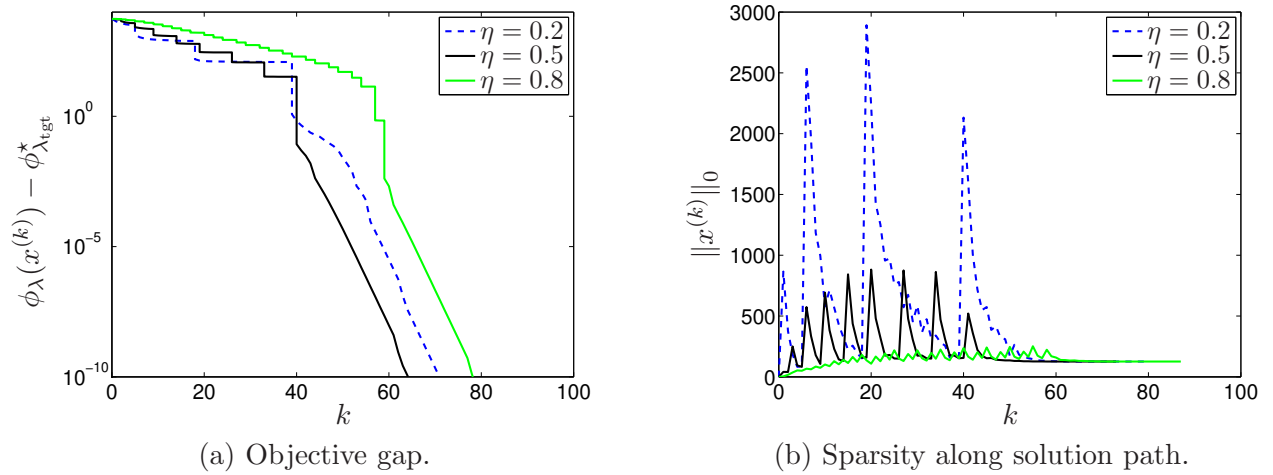 η = 0.2
η = 0.5
η = 0.8
10^0
10^−5
10^−10
0 20 40 60 80 100
k
ϕ_λ(x^(k)) − ϕ^⋆_λ_tgt
(a) Objective gap.
3000
2500
2000
1500
1000
500
0
η = 0.2
η = 0.5
η = 0.8
0 20 40 60 80 100
k
‖x^(k)‖_0
(b) Sparsity along solution path.